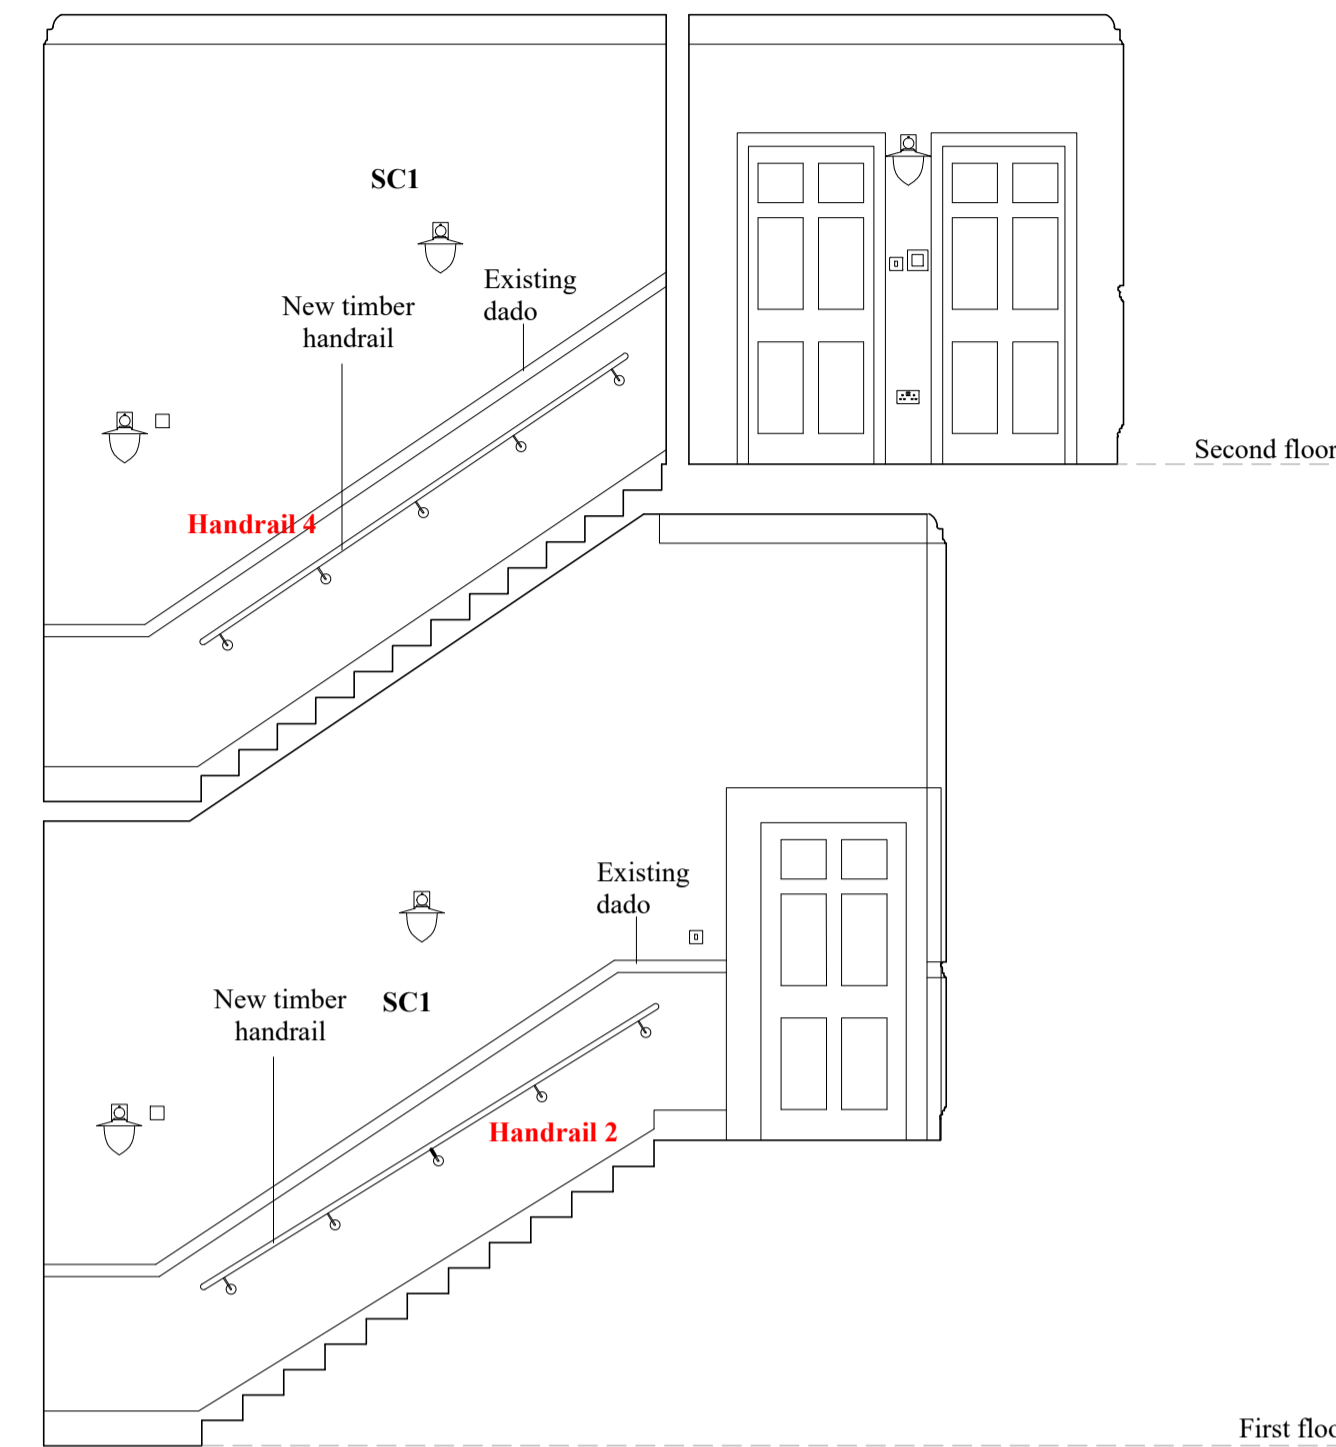 SC1
Existing
dado
New timber
handrail
Second floor
Handrail 4
Existing
dado
New timber
handrail
SC1
Handrail 2
First floo